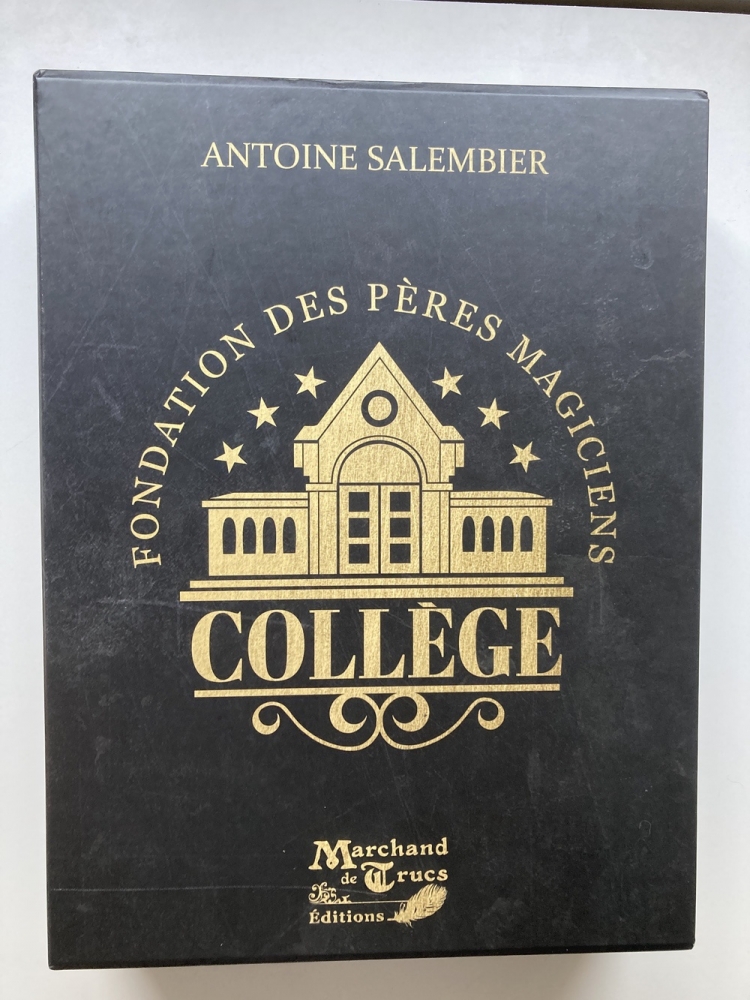 ANTOINE SALEMBIER
FONDATION DES PÈRES MAGICIENS
COLLÈGE
Marchand
de Trucs
Éditions